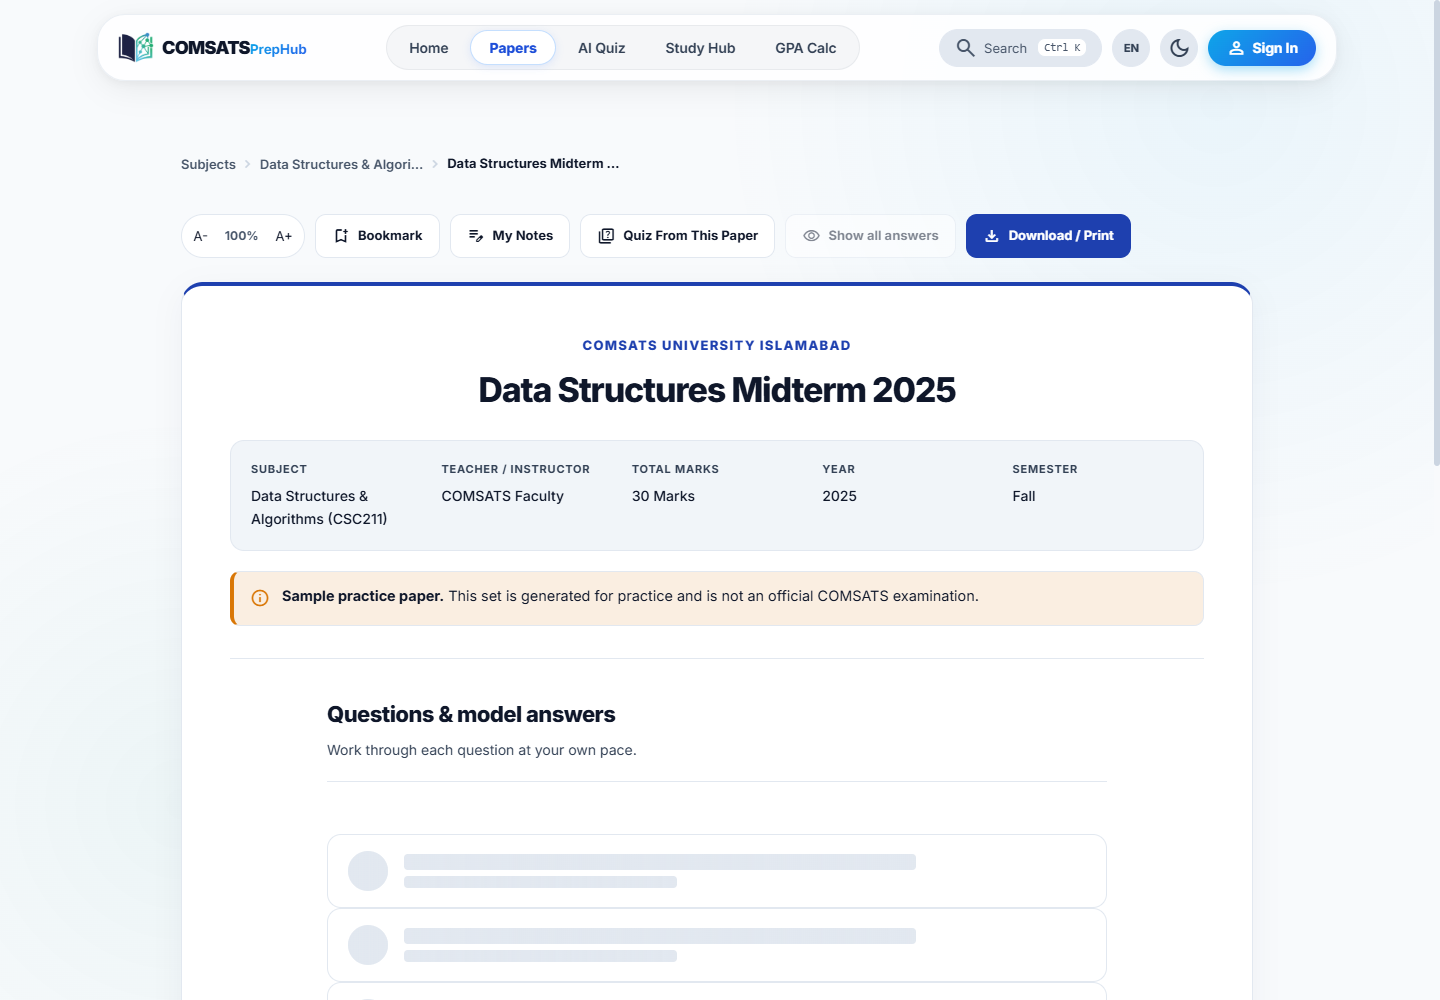 COMSATSPrepHub
Home
Papers
AI Quiz
Study Hub
GPA Calc
Search
Ctrl K
EN
Sign In
Subjects
Data Structures & Algori...
Data Structures Midterm ...
A-
100%
A+
Bookmark
My Notes
Quiz From This Paper
Show all answers
Download / Print
COMSATS UNIVERSITY ISLAMABAD
Data Structures Midterm 2025
SUBJECT
Data Structures &
Algorithms (CSC211)
TEACHER / INSTRUCTOR
COMSATS Faculty
TOTAL MARKS
30 Marks
YEAR
2025
SEMESTER
Fall
Sample practice paper. This set is generated for practice and is not an official COMSATS examination.
Questions & model answers
Work through each question at your own pace.